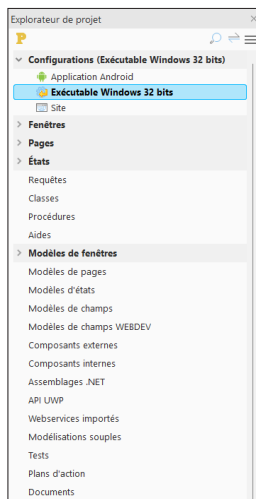 Explorateur de projet
Configurations (Exécutable Windows 32 bits)
Application Android
Exécutable Windows 32 bits
Site
Fenêtres
Pages
États
Requêtes
Classes
Procédures
Aides
Modèles de fenêtres
Modèles de pages
Modèles d'états
Modèles de champs
Modèles de champs WEBDEV
Composants externes
Composants internes
Assemblages .NET
API UWP
Webservices importés
Modélisations souples
Tests
Plans d'action
Documents